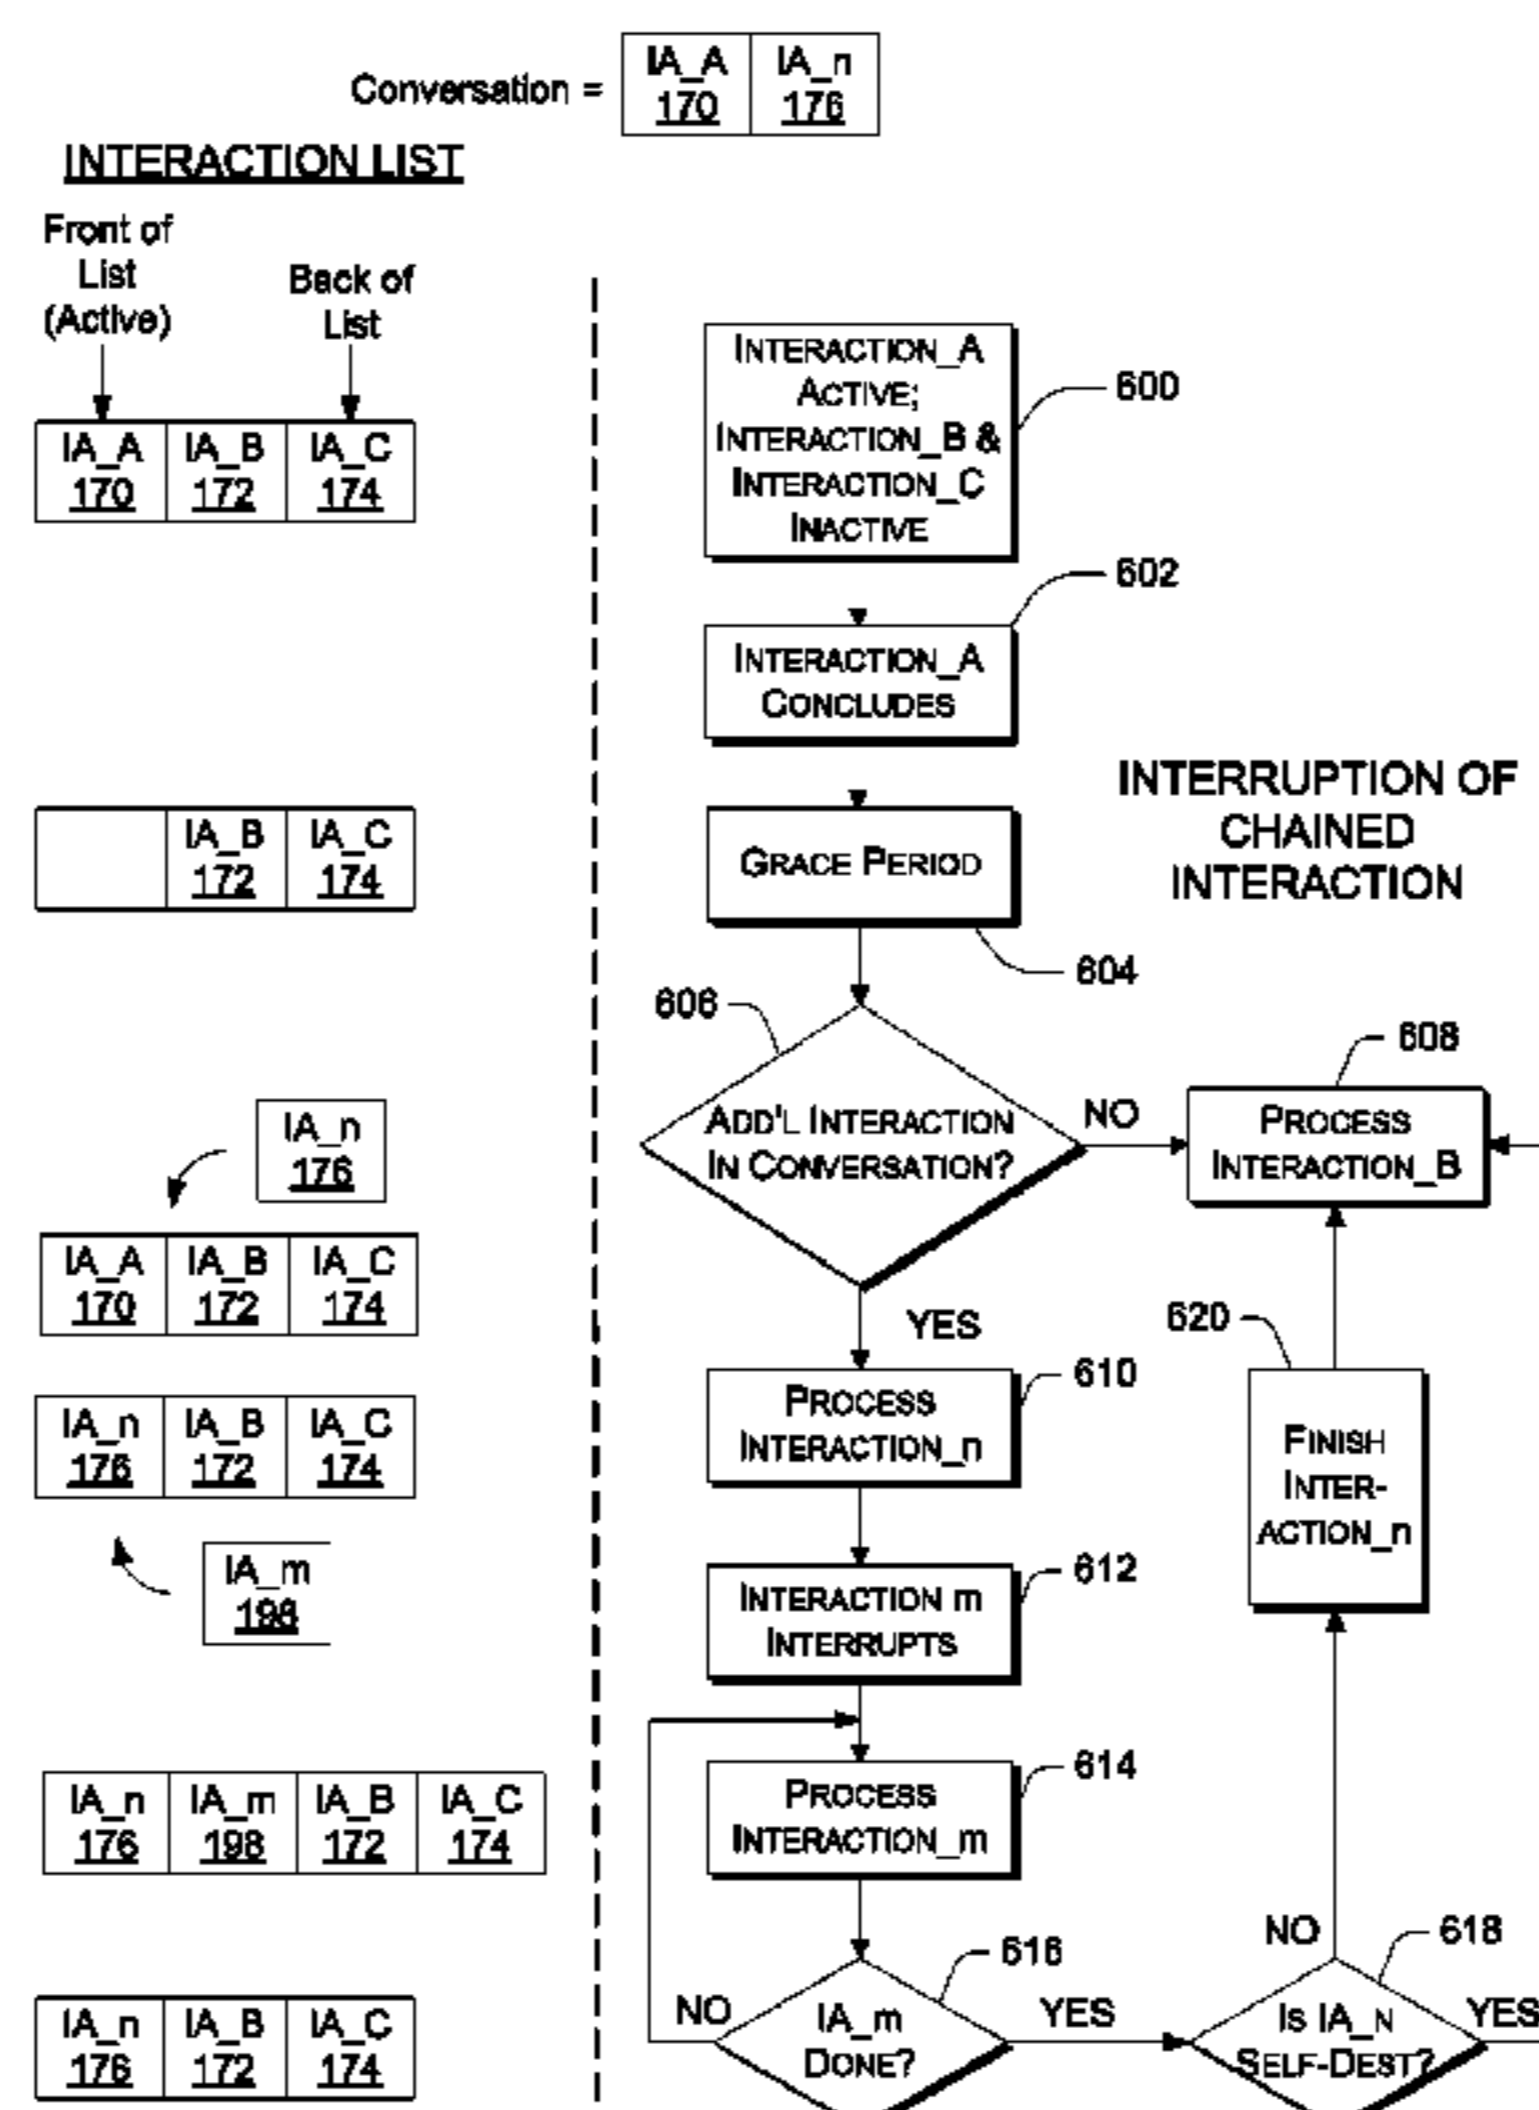 Conversation =
IA_A
170
IA_n
176
INTERACTION LIST
Front of
List
(Active)
Back of
List
IA_A
170
IA_B
172
IA_C
174
INTERACTION_A
ACTIVE;
INTERACTION_B &
INTERACTION_C
INACTIVE
600
602
INTERACTION_A
CONCLUDES
INTERRUPTION OF
CHAINED
INTERACTION
IA_B
172
IA_C
174
GRACE PERIOD
604
606
608
IA_n
176
ADD'L INTERACTION
IN CONVERSATION?
NO
PROCESS
INTERACTION_B
IA_A
170
IA_B
172
IA_C
174
YES
620
610
IA_n
176
IA_B
172
IA_C
174
PROCESS
INTERACTION_n
FINISH
INTER-
ACTION_n
IA_m
198
612
INTERACTION m
INTERRUPTS
614
IA_n
176
IA_m
198
IA_B
172
IA_C
174
PROCESS
INTERACTION_m
616
NO
618
IA_n
176
IA_B
172
IA_C
174
NO
IA_m
DONE?
YES
IS IA_N
SELF-DEST?
YES